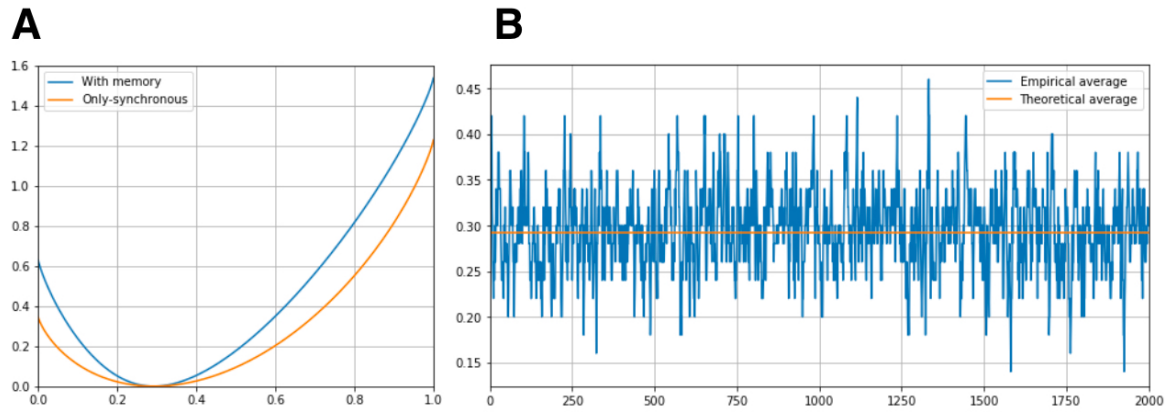 A
B
1.6
1.4
1.2
1.0
0.8
0.6
0.4
0.2
0.0
0.0 0.2 0.4 0.6 0.8 1.0
With memory
Only-synchronous
0.45
0.40
0.35
0.30
0.25
0.20
0.15
0 250 500 750 1000 1250 1500 1750 2000
Empirical average
Theoretical average